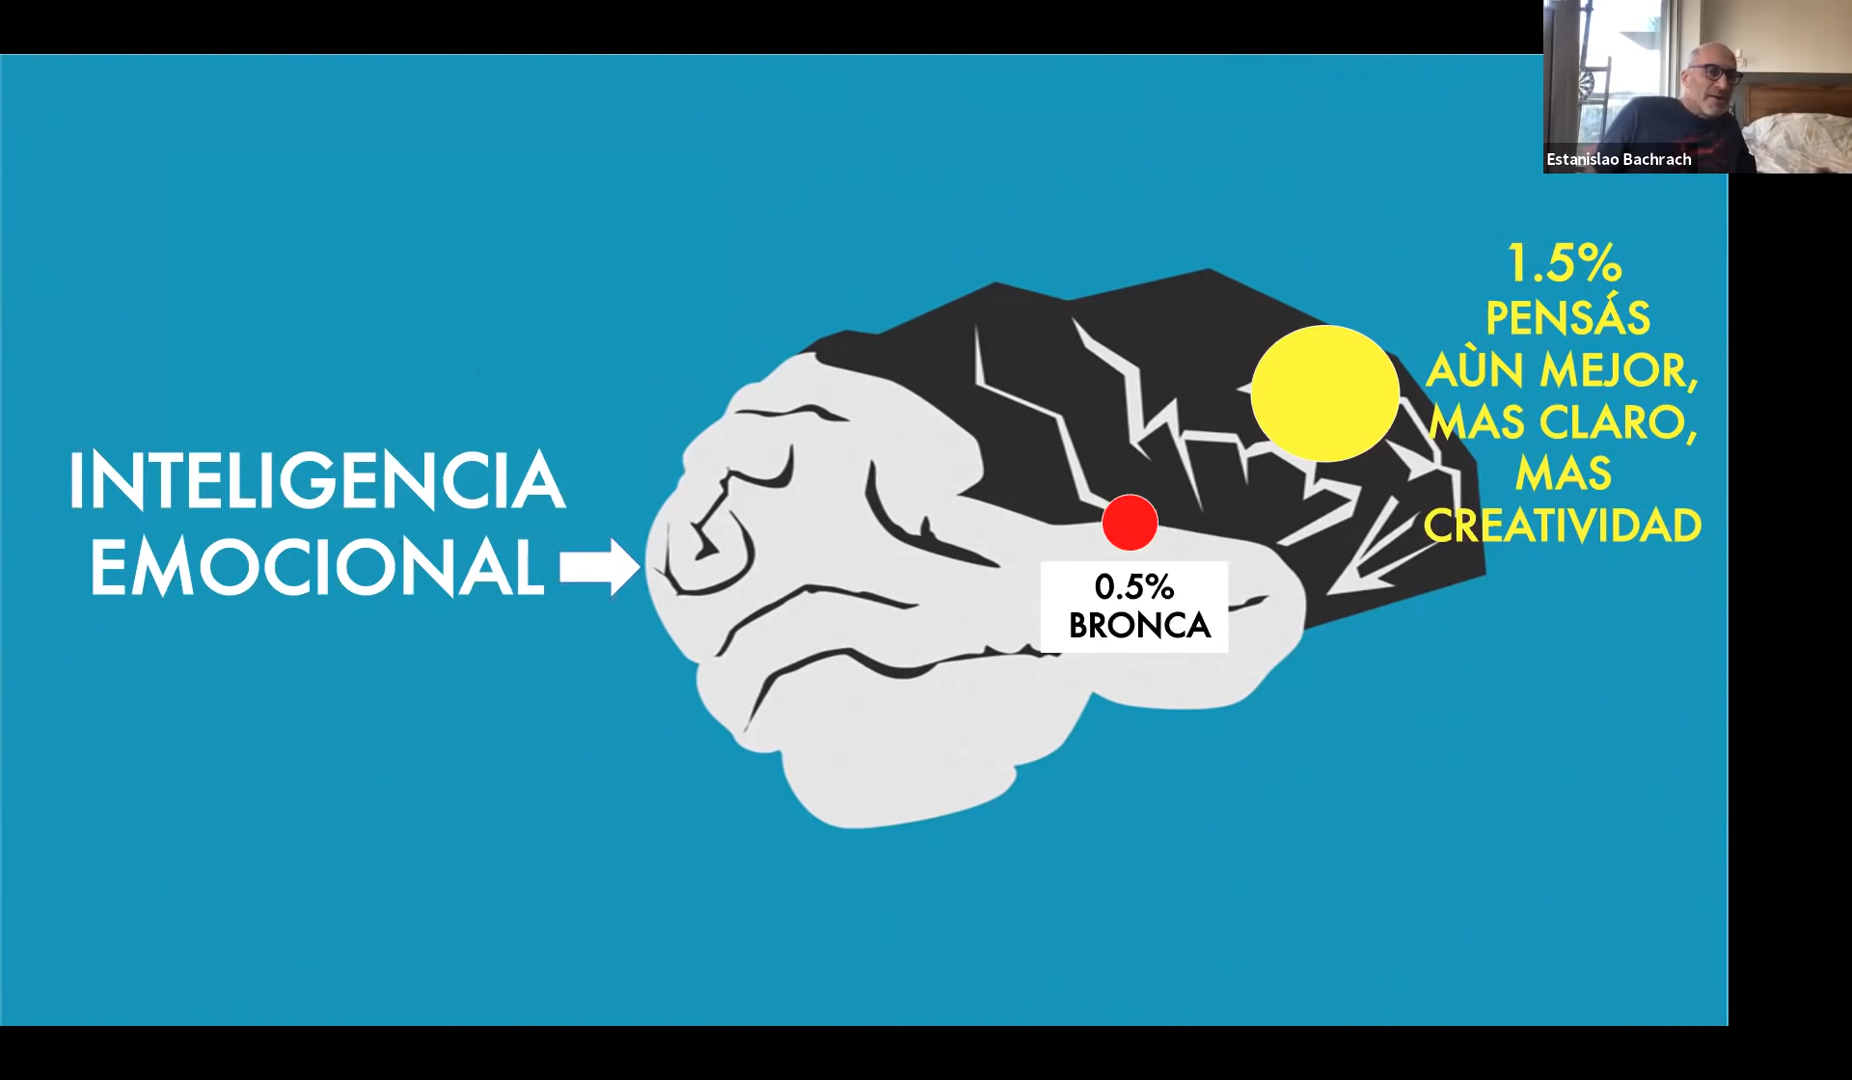 Estanislao Bachrach
INTELIGENCIA
EMOCIONAL
1.5%
PENSÁS
AÙN MEJOR,
MAS CLARO,
MAS
CREATIVIDAD
0.5%
BRONCA